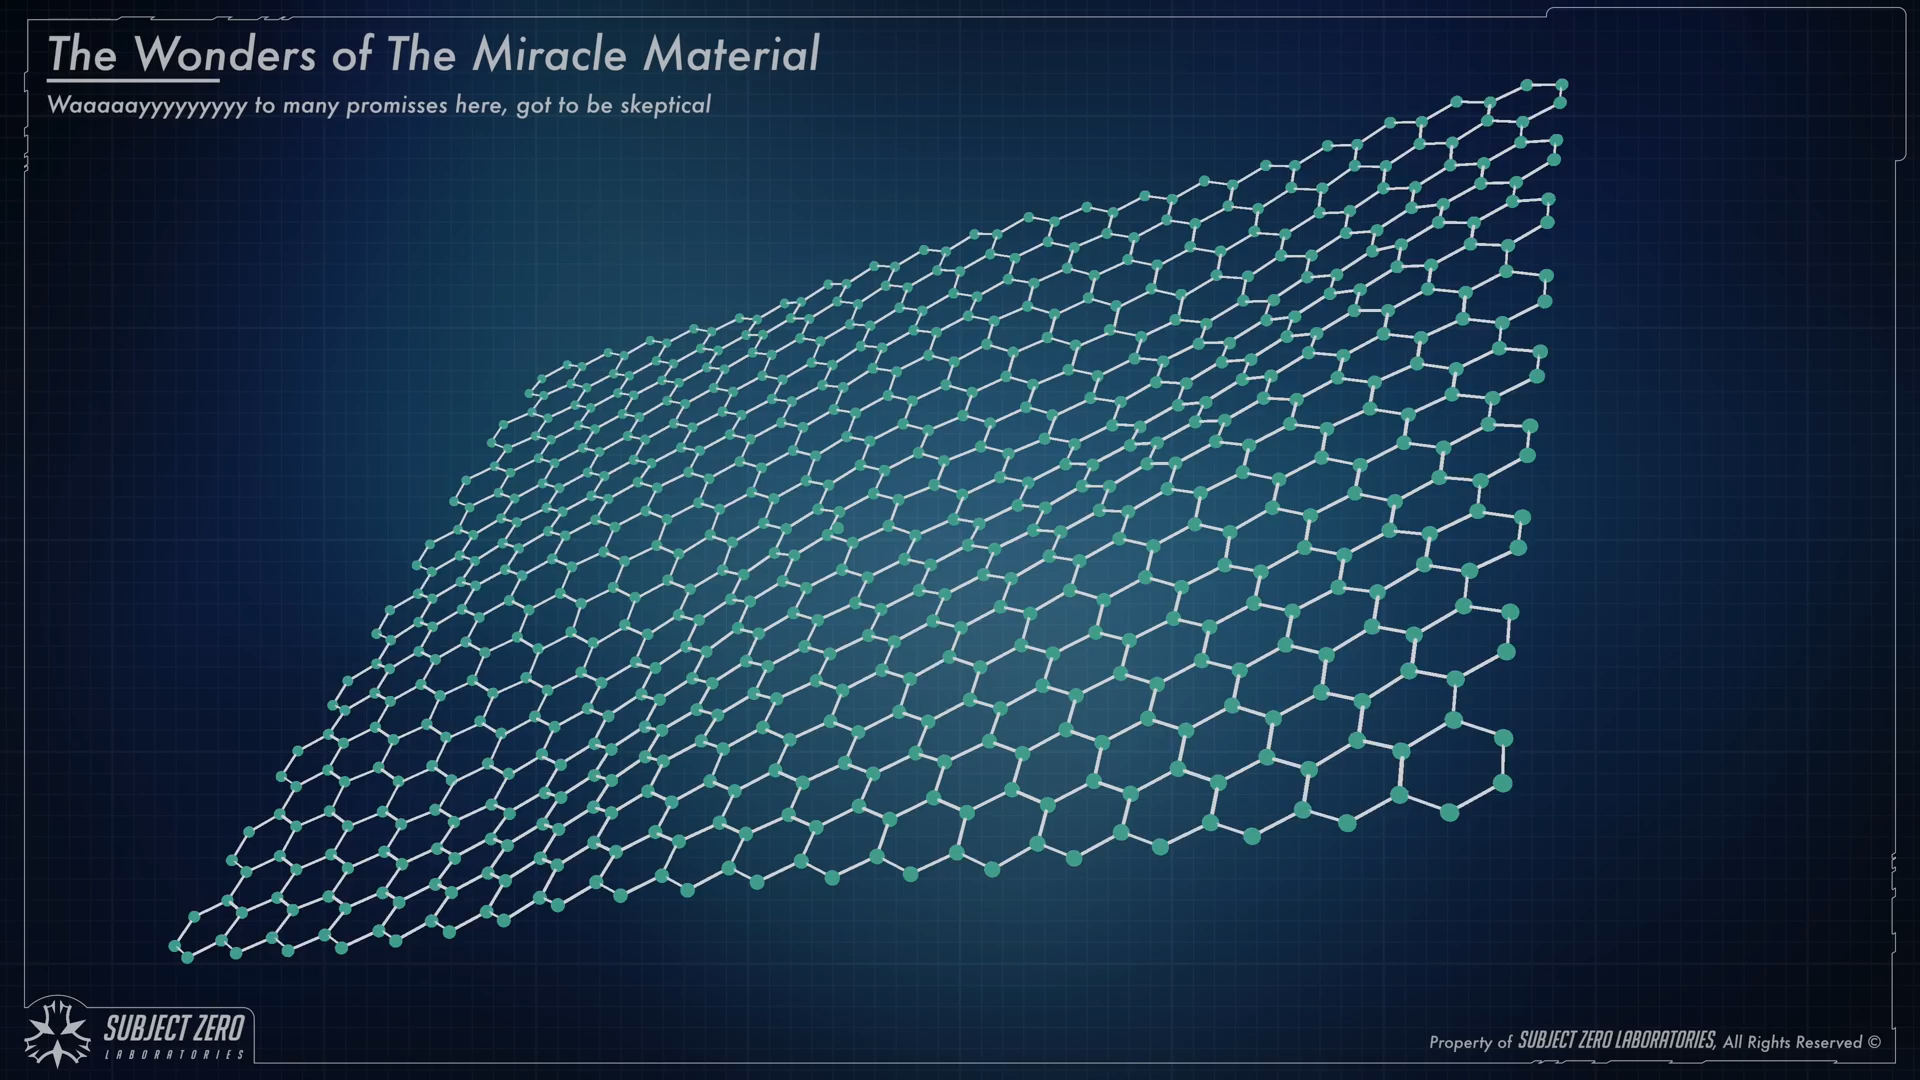 The Wonders of The Miracle Material
Waaaaayyyyyyyyy to many promisses here, got to be skeptical
SUBJECT ZERO
LABORATORIES
Property of SUBJECT ZERO LABORATORIES, All Rights Reserved ©